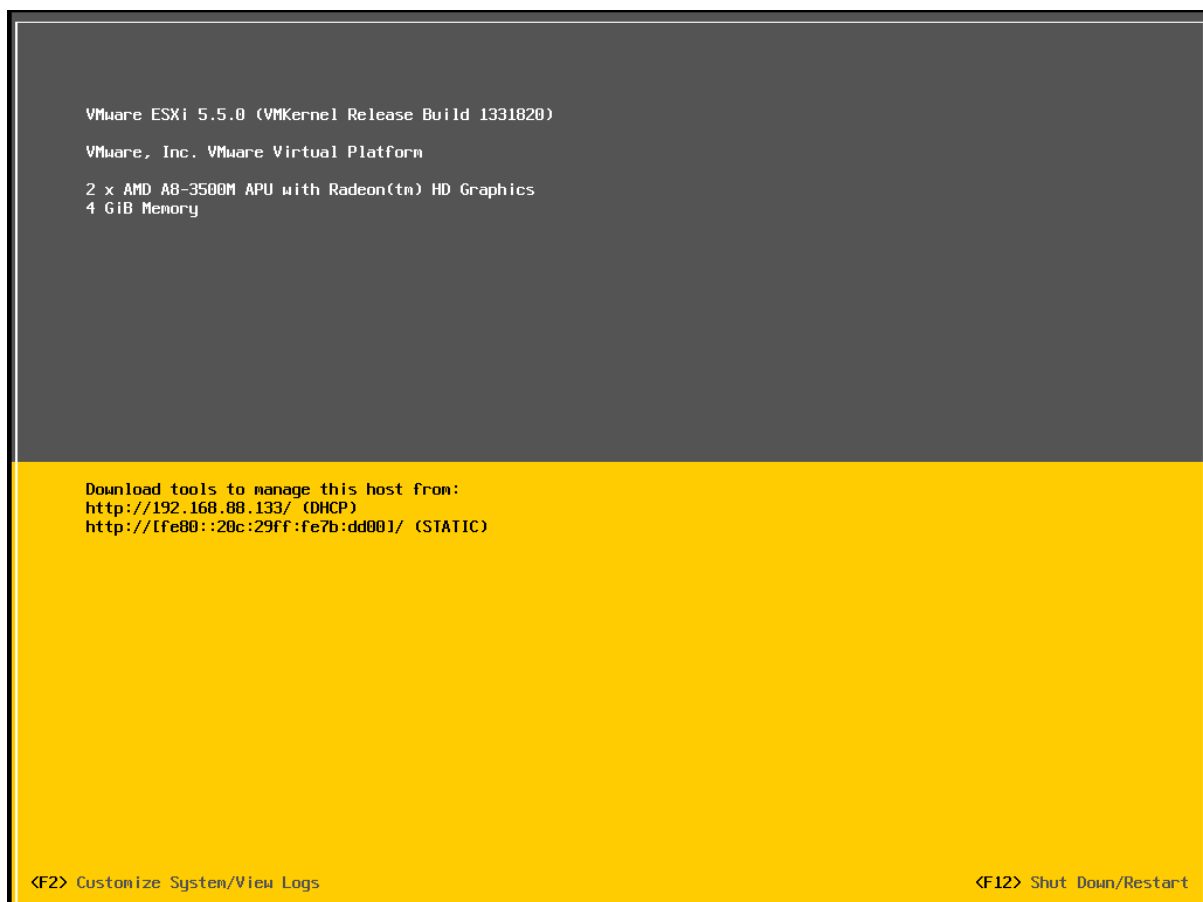 VMware ESXi 5.5.0 (VMKernel Release Build 1331820)
VMware, Inc. VMware Virtual Platform
2 x AMD A8-3500M APU with Radeon(tm) HD Graphics
4 GiB Memory
Download tools to manage this host from:
http://192.168.88.133/ (DHCP)
http://[fe80::20c:29ff:fe7b:dd00]/ (STATIC)
<F2> Customize System/View Logs
<F12> Shut Down/Restart